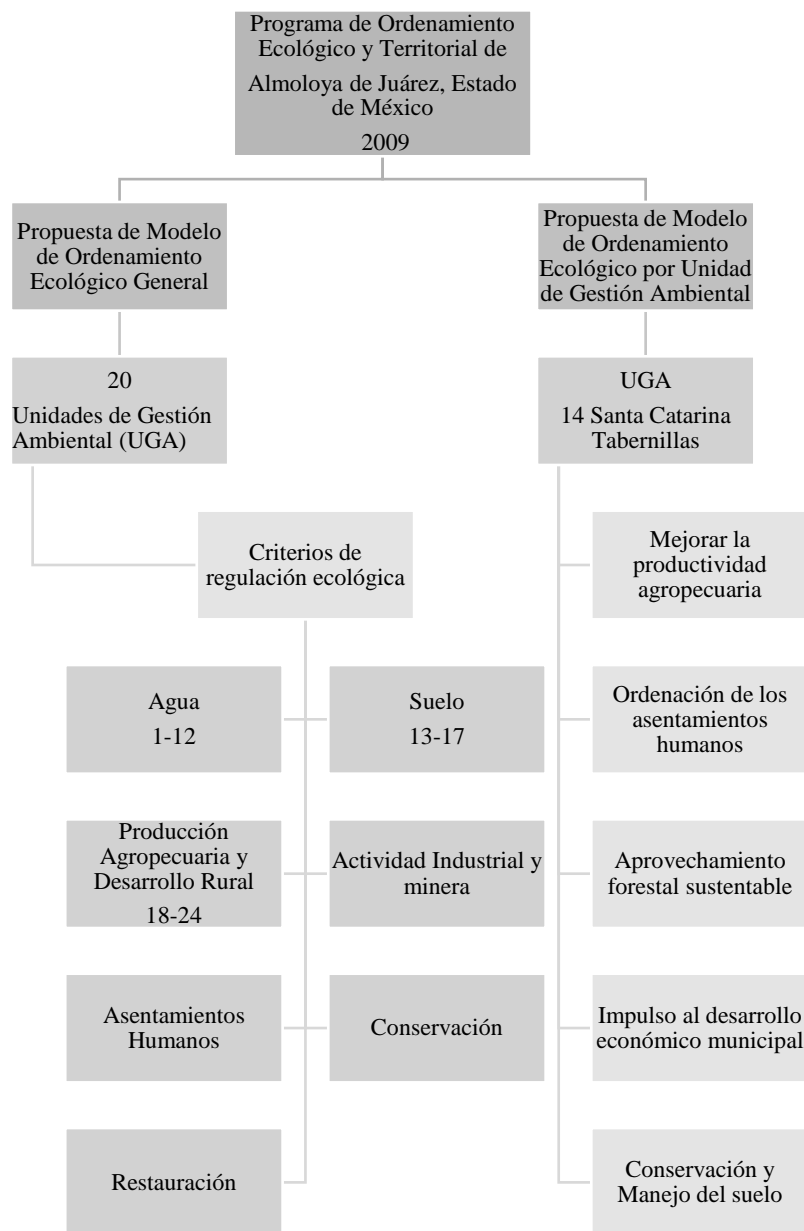 Programa de Ordenamiento
Ecológico y Territorial de
Almoloya de Juárez, Estado
de México
2009
Propuesta de Modelo
de Ordenamiento
Ecológico General
Propuesta de Modelo
de Ordenamiento
Ecológico por Unidad
de Gestión Ambiental
20
Unidades de Gestión
Ambiental (UGA)
UGA
14 Santa Catarina
Tabernillas
Criterios de
regulación ecológica
Mejorar la
productividad
agropecuaria
Agua
1-12
Suelo
13-17
Ordenación de los
asentamientos
humanos
Producción
Agropecuaria y
Desarrollo Rural
18-24
Actividad Industrial y
minera
Aprovechamiento
forestal sustentable
Asentamientos
Humanos
Conservación
Impulso al desarrollo
económico municipal
Restauración
Conservación y
Manejo del suelo